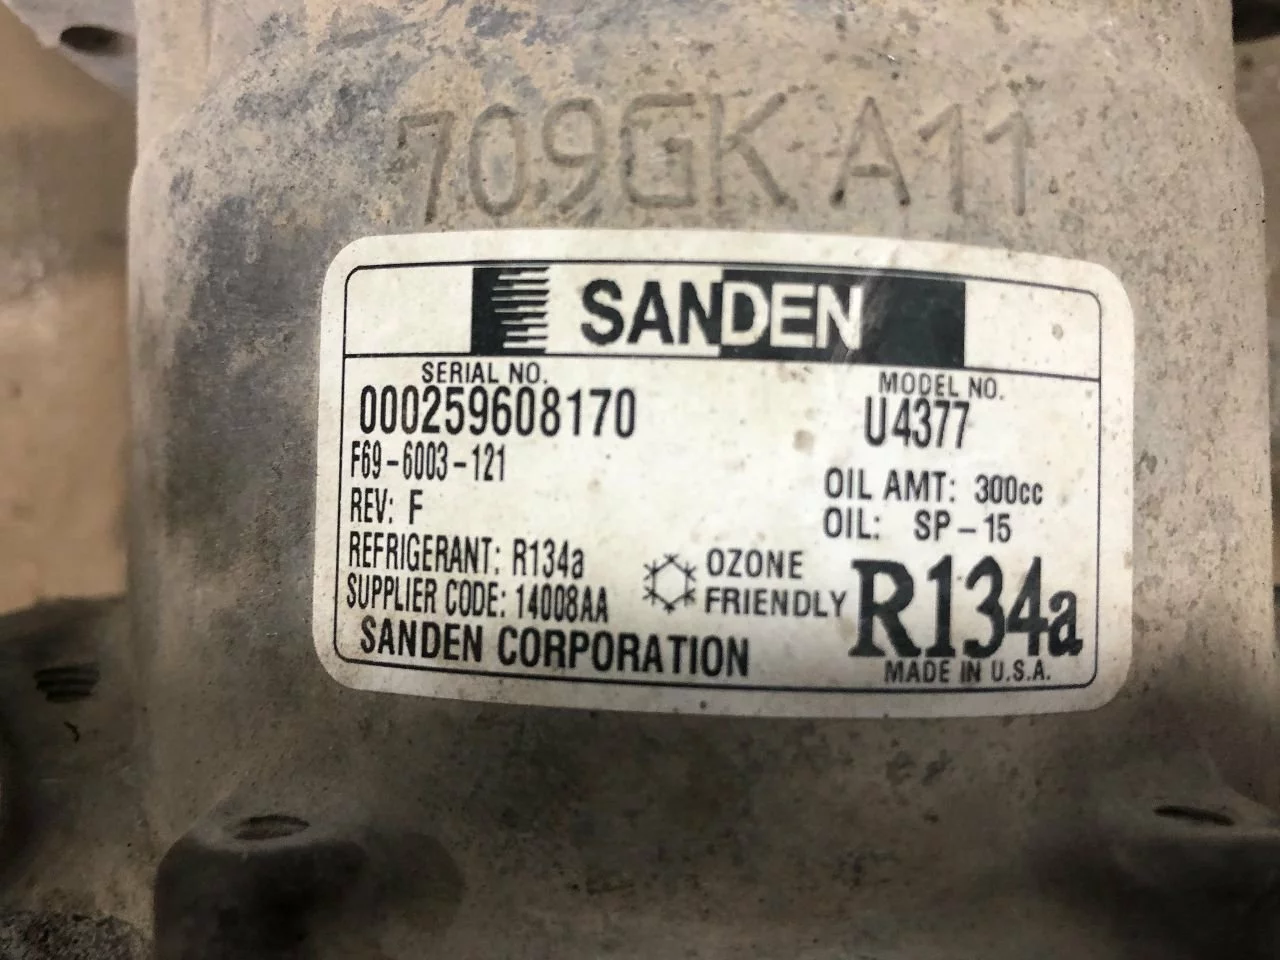 709GK A11
SANDEN
SERIAL NO.
000259608170
MODEL NO.
U4377
F69-6003-121
REV: F
OIL AMT: 300cc
OIL: SP-15
REFRIGERANT: R134a
SUPPLIER CODE: 14008AA
OZONE
FRIENDLY
R134a
SANDEN CORPORATION
MADE IN U.S.A.